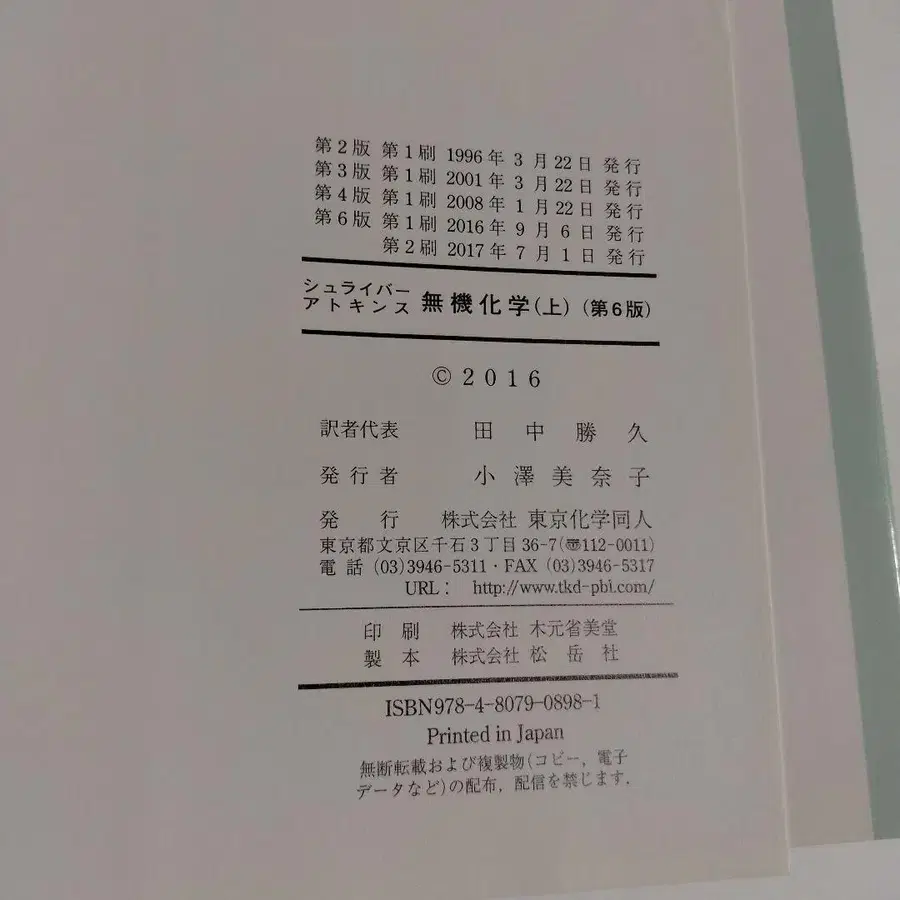 第2版 第1刷 1996年 3 月22日 発行
第3版 第1刷 2001年 3 月22日 発行
第4版 第1刷 2008年 1 月22日 発行
第6版 第1刷 2016年 9 月 6 日 発行
第2刷 2017年 7 月 1 日 発行
シュライバー
アトキンス 無機化学(上) (第6版)
© 2016
訳者代表 田中勝久
発行者 小澤美奈子
発行 株式会社 東京化学同人
東京都文京区千石3丁目36-7(〠112-0011)
電話 (03)3946-5311・FAX (03)3946-5317
URL: http://www.tkd-pbl.com/
印刷 株式会社 木元省美堂
製本 株式会社 松岳社
ISBN978-4-8079-0898-1
Printed in Japan
無断転載および複製物(コピー, 電子
データなど)の配布, 配信を禁じます.